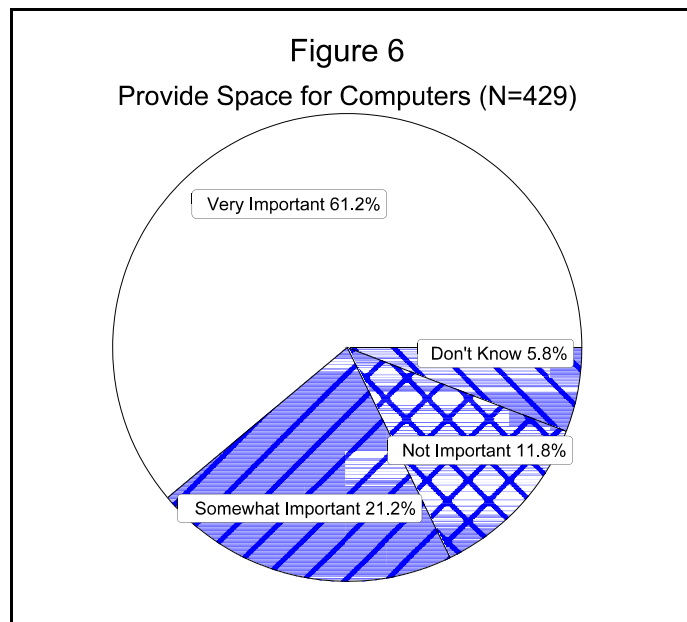 Figure 6
Provide Space for Computers (N=429)
Very Important 61.2%
Don't Know 5.8%
Not Important 11.8%
Somewhat Important 21.2%